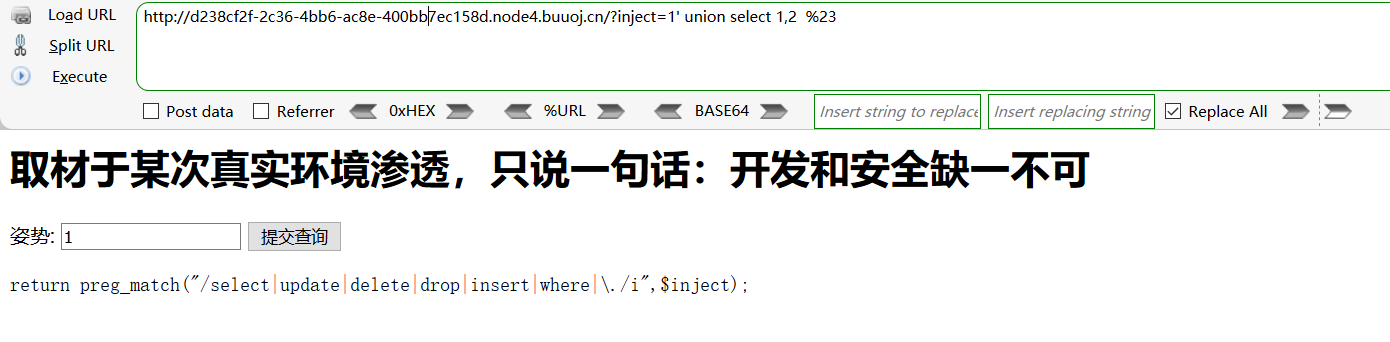 Load URL
http://d238cf2f-2c36-4bb6-ac8e-400bb7ec158d.node4.buuoj.cn/?inject=1' union select 1,2  %23
Split URL
Execute
Post data Referrer 0xHEX %URL BASE64 Insert string to replace Insert replacing string Replace All
取材于某次真实环境渗透，只说一句话：开发和安全缺一不可
姿势: 1 提交查询
return preg_match("/select|update|delete|drop|insert|where|\./i",$inject);